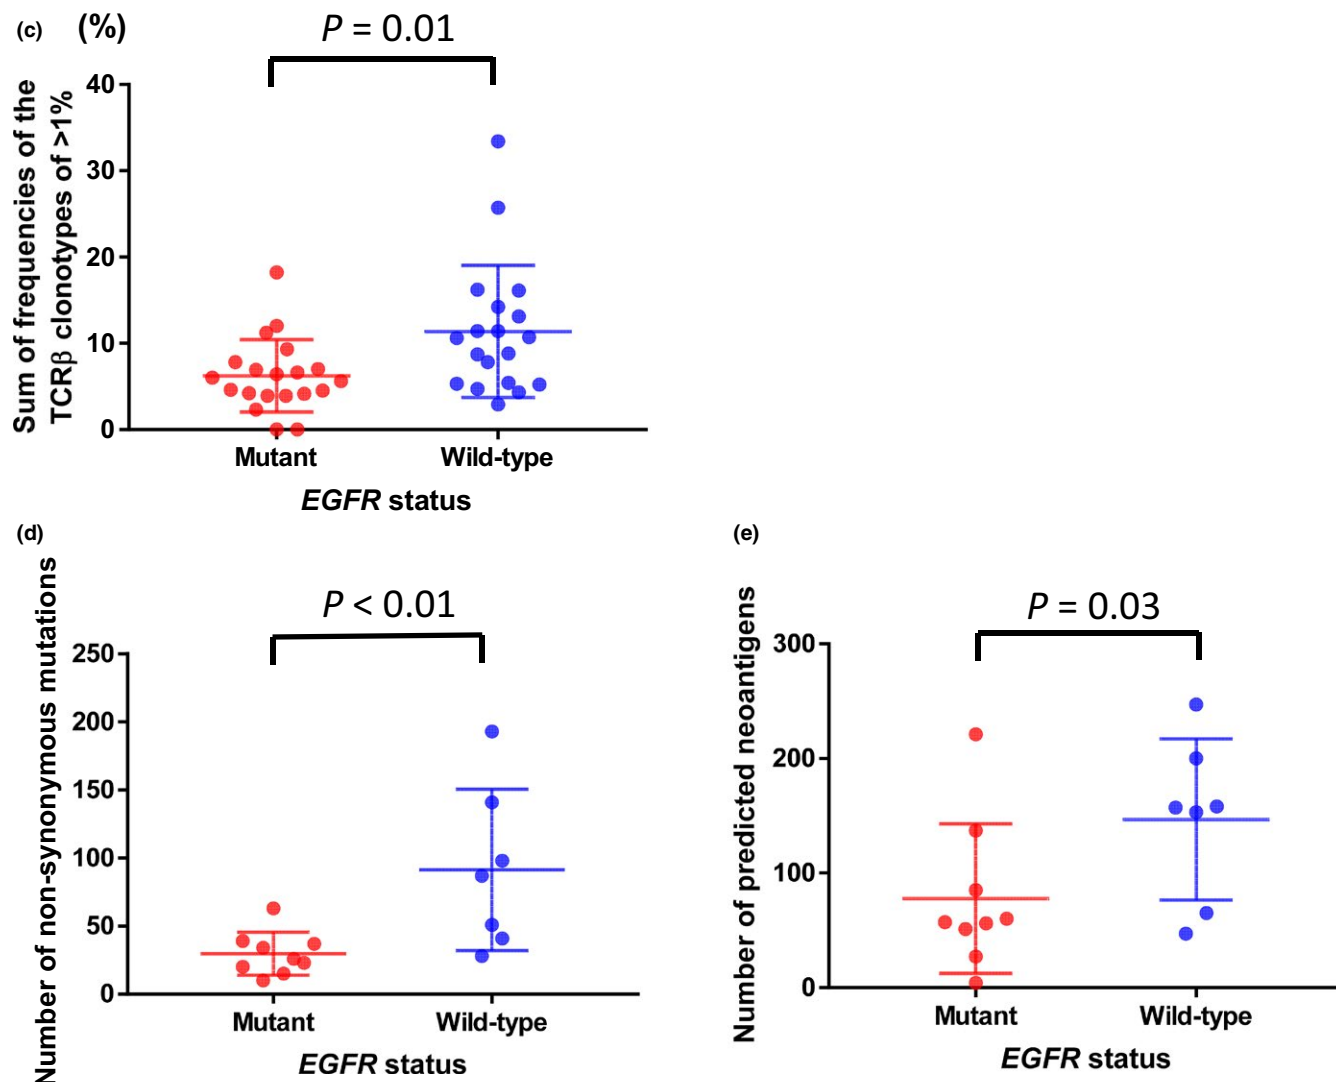 (c) (%)
P = 0.01
Sum of frequencies of the
TCRβ clonotypes of >1%
40
30
20
10
0
Mutant Wild-type
EGFR status
(d)
P < 0.01
Number of non-synonymous mutations
250
200
150
100
50
0
Mutant Wild-type
EGFR status
(e)
P = 0.03
Number of predicted neoantigens
300
200
100
0
Mutant Wild-type
EGFR status